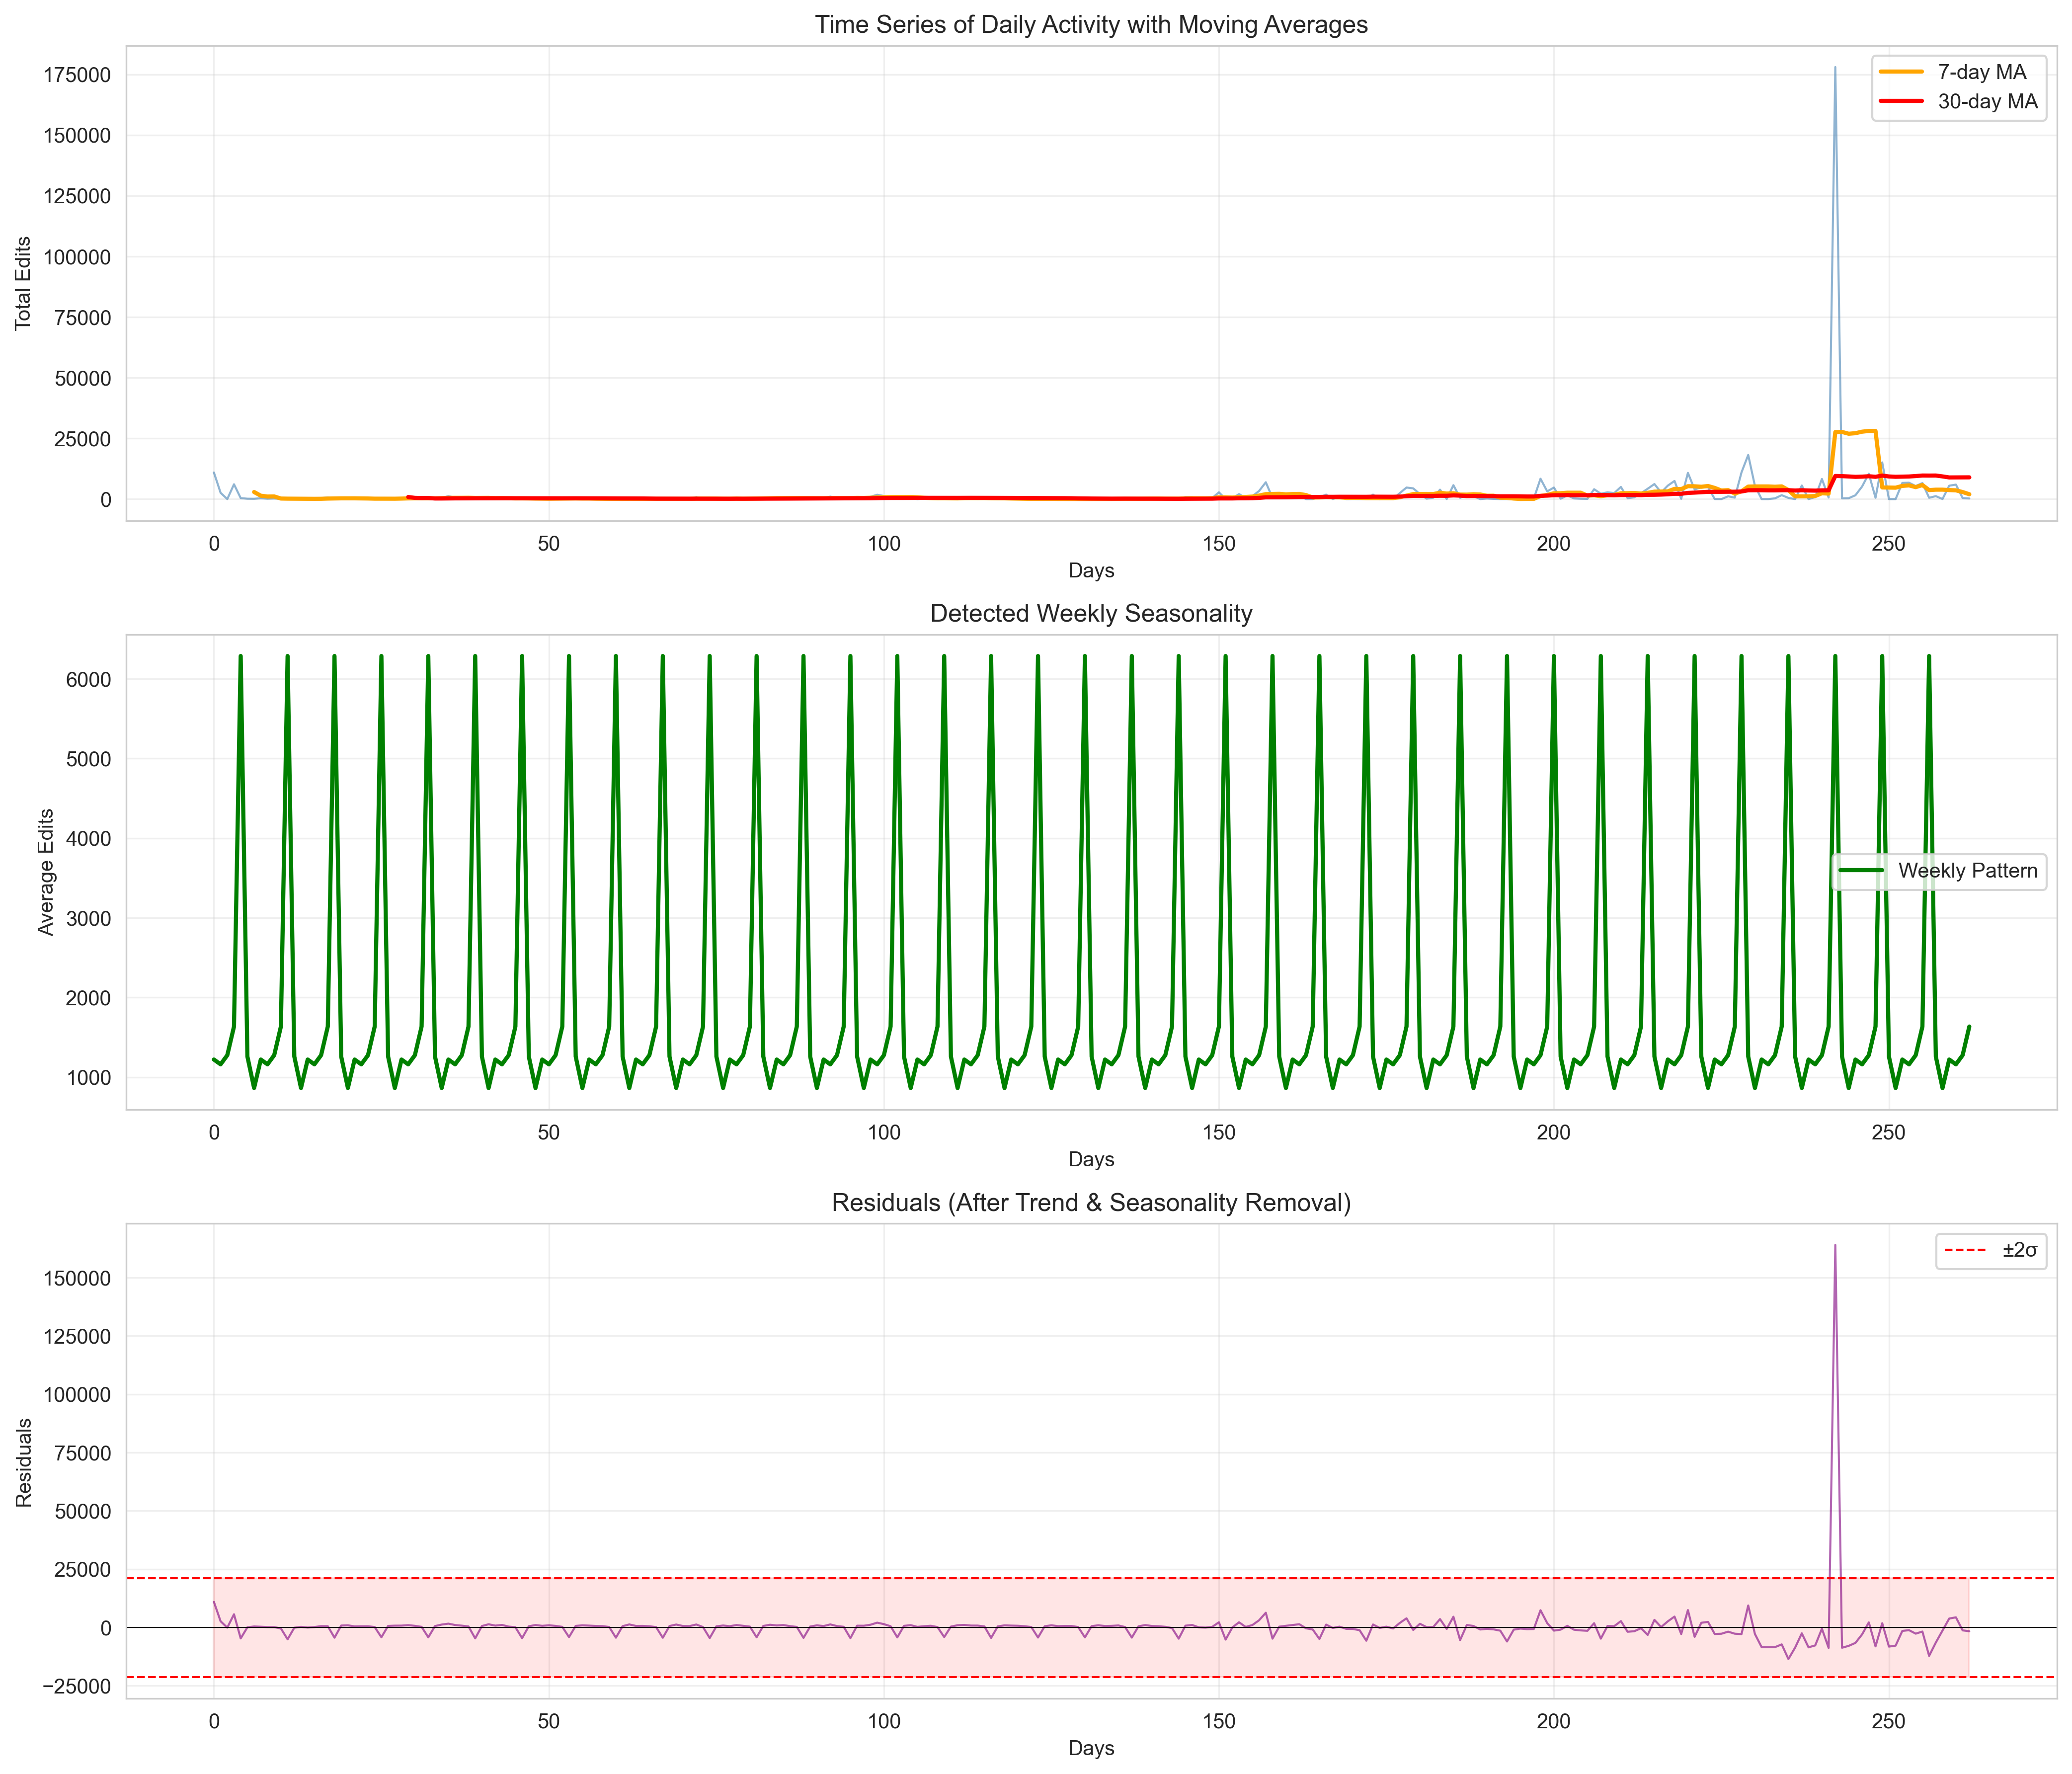 Time Series of Daily Activity with Moving Averages
Total Edits
175000
150000
125000
100000
75000
50000
25000
0
7-day MA
30-day MA
0 50 100 150 200 250
Days
Detected Weekly Seasonality
Average Edits
6000
5000
4000
3000
2000
1000
Weekly Pattern
0 50 100 150 200 250
Days
Residuals (After Trend & Seasonality Removal)
Residuals
150000
125000
100000
75000
50000
25000
0
−25000
±2σ
0 50 100 150 200 250
Days